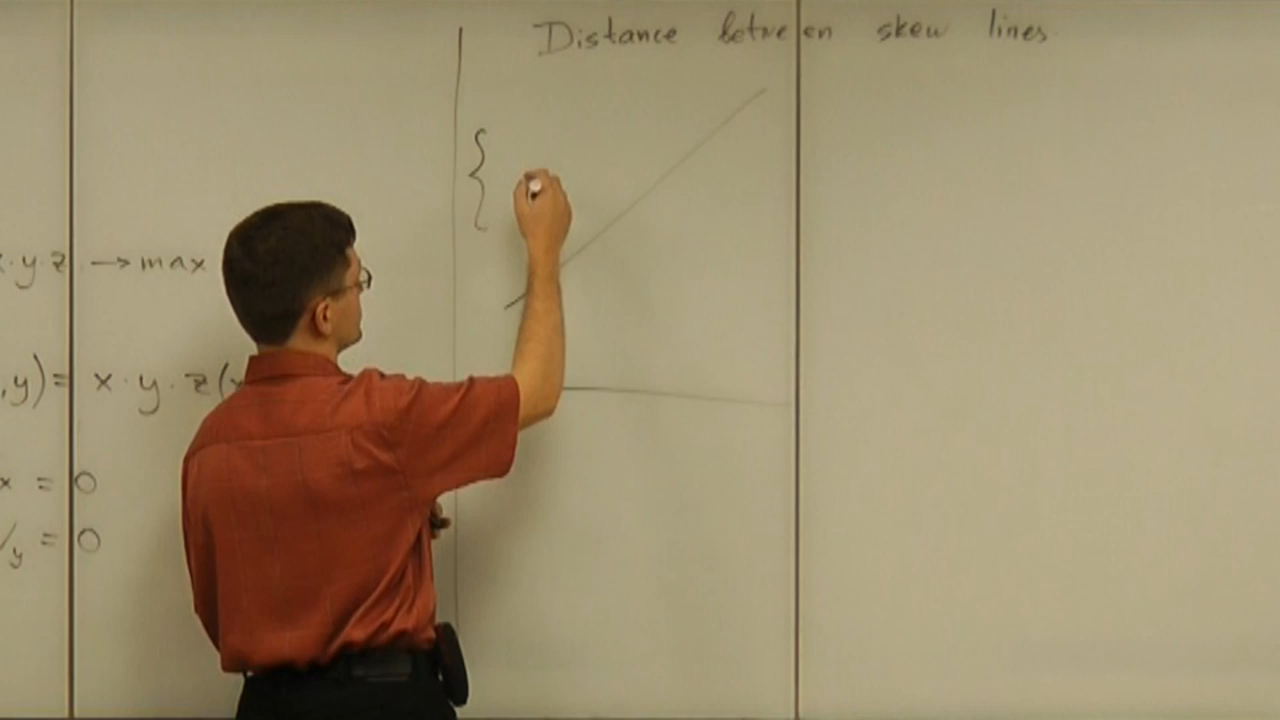 Distance between skew lines
x·y·z → max
,y) = x·y·z(
x = 0
y = 0
{